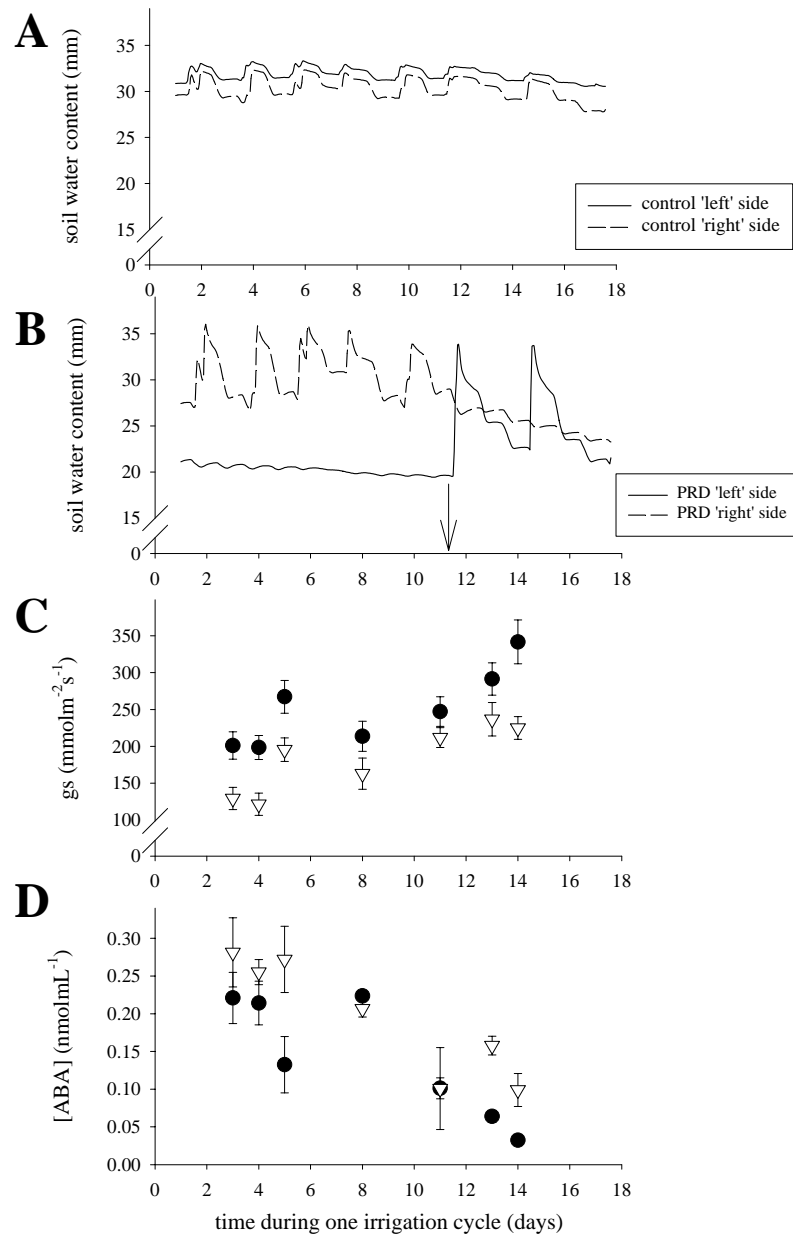 A
soil water content (mm)
35
30
25
20
15
0
0 2 4 6 8 10 12 14 16 18
control 'left' side
control 'right' side
B
soil water content (mm)
35
30
25
20
15
0
0 2 4 6 8 10 12 14 16 18
PRD 'left' side
PRD 'right' side
C
gs (mmolm⁻²s⁻¹)
350
300
250
200
150
100
0
0 2 4 6 8 10 12 14 16 18
D
[ABA] (nmolmL⁻¹)
0.30
0.25
0.20
0.15
0.10
0.05
0.00
0 2 4 6 8 10 12 14 16 18
time during one irrigation cycle (days)